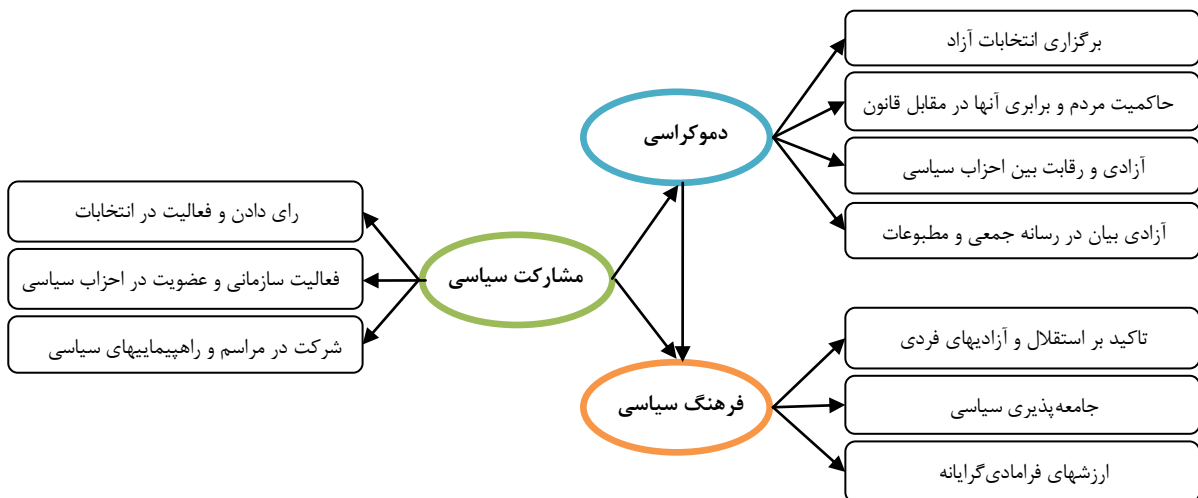 برگزاری انتخابات آزاد
حاکمیت مردم و برابری آنها در مقابل قانون
دموکراسی
آزادی و رقابت بین احزاب سیاسی
آزادی بیان در رسانه جمعی و مطبوعات
رای دادن و فعالیت در انتخابات
مشارکت سیاسی
فعالیت سازمانی و عضویت در احزاب سیاسی
شرکت در مراسم و راهپیماییهای سیاسی
تاکید بر استقلال و آزادیهای فردی
فرهنگ سیاسی
جامعه‌پذیری سیاسی
ارزشهای فرامادی‌گرایانه